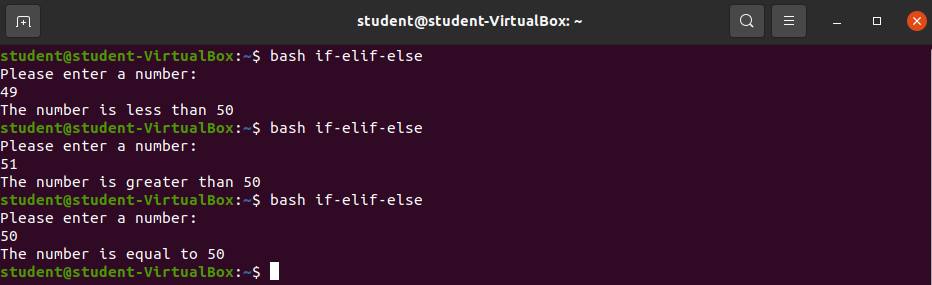 student@student-VirtualBox: ~
student@student-VirtualBox:~$ bash if-elif-else
Please enter a number:
49
The number is less than 50
student@student-VirtualBox:~$ bash if-elif-else
Please enter a number:
51
The number is greater than 50
student@student-VirtualBox:~$ bash if-elif-else
Please enter a number:
50
The number is equal to 50
student@student-VirtualBox:~$